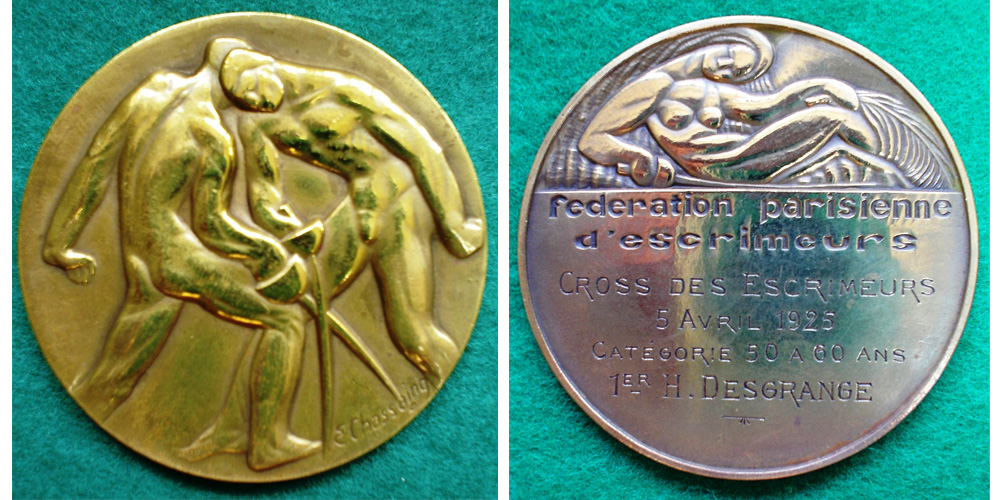 E. Chassaing
federation parisienne
d'escrimeurs
CROSS DES ESCRIMEURS
5 AVRIL 1925
CATÉGORIE 50 A 60 ANS
1ER H. DESGRANGE